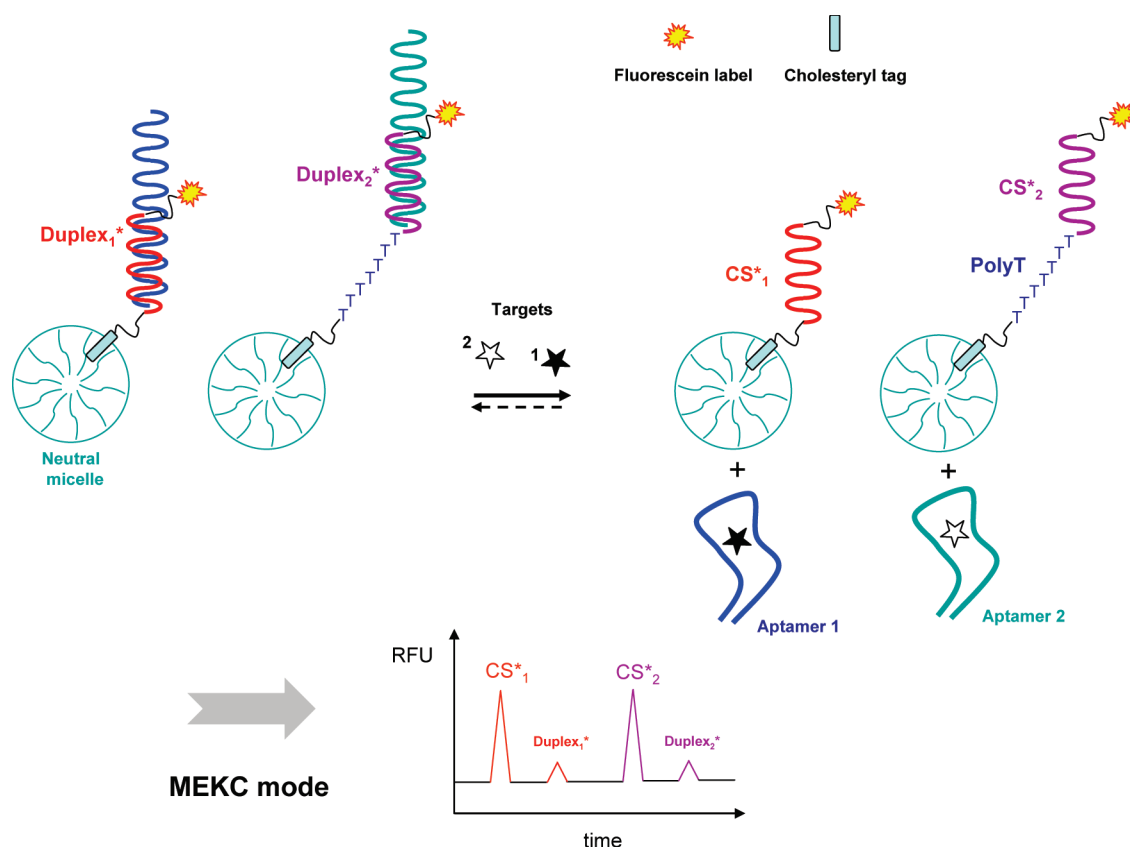 Fluorescein label
Cholesteryl tag
Duplex₁*
Duplex₂*
T T T T T T T
CS*₁
CS*₂
PolyT
T T T T T T T
Targets
2
1
Neutral
micelle
+
+
Aptamer 1
Aptamer 2
MEKC mode
RFU
CS*₁
Duplex₁*
CS*₂
Duplex₂*
time